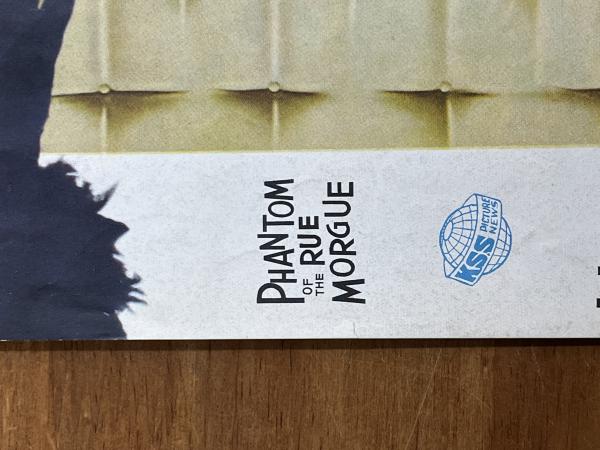 PHANTOM
OF THE RUE
MORGUE
KSS
PICTURE
NEWS